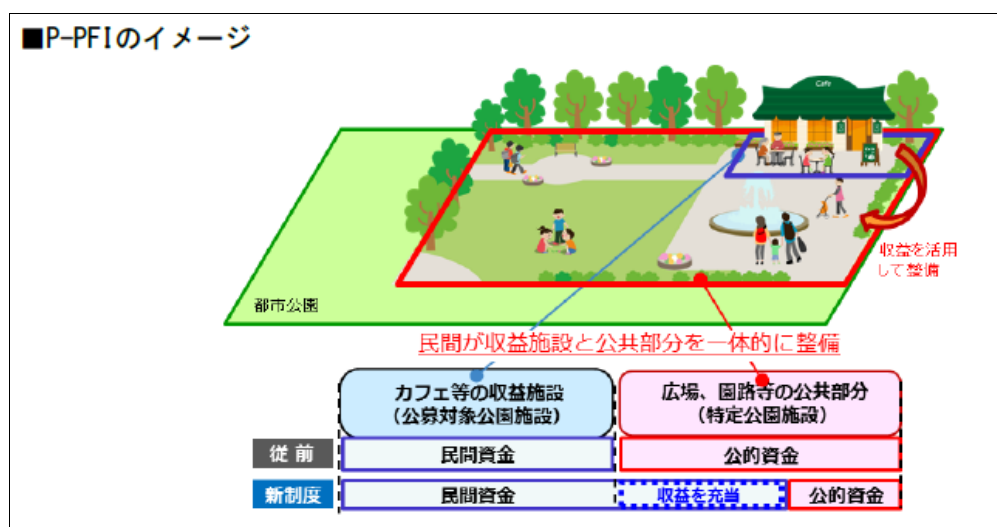 ■P-PFIのイメージ
Cafe
収益を活用
して整備
都市公園
民間が収益施設と公共部分を一体的に整備
カフェ等の収益施設
(公募対象公園施設)
広場、園路等の公共部分
(特定公園施設)
従前
民間資金
公的資金
新制度
民間資金
収益を充当
公的資金